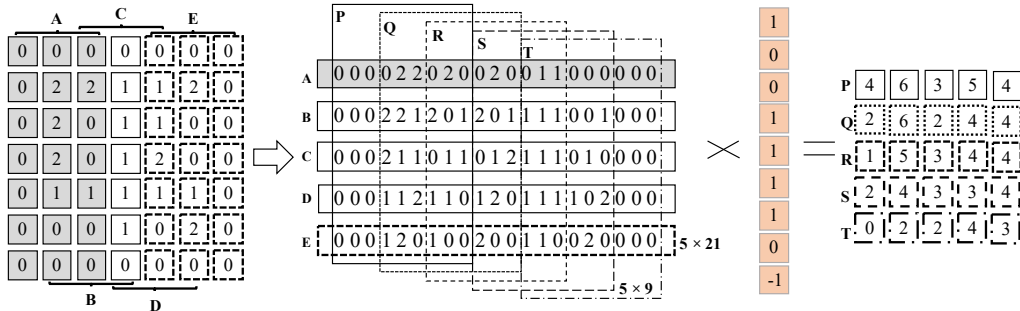 A C E
0 0 0 0 0 0 0
0 2 2 1 1 2 0
0 2 0 1 1 0 0
0 2 0 1 2 0 0
0 1 1 1 1 1 0
0 0 0 1 0 2 0
0 0 0 0 0 0 0
B D
P
Q
R
S
T
A 0 0 0 0 2 2 0 2 0 0 2 0 0 1 1 0 0 0 0 0 0
B 0 0 0 2 2 1 2 0 1 2 0 1 1 1 1 0 0 1 0 0 0
C 0 0 0 2 1 1 0 1 1 0 1 2 1 1 1 0 1 0 0 0 0
D 0 0 0 1 1 2 1 1 0 1 2 0 1 1 1 1 0 2 0 0 0
E 0 0 0 1 2 0 1 0 0 2 0 0 1 1 0 0 2 0 0 0 0
5 × 21
5 × 9
×
1
0
0
1
1
1
1
0
-1
=
P 4 6 3 5 4
Q 2 6 2 4 4
R 1 5 3 4 4
S 2 4 3 3 4
T 0 2 2 4 3